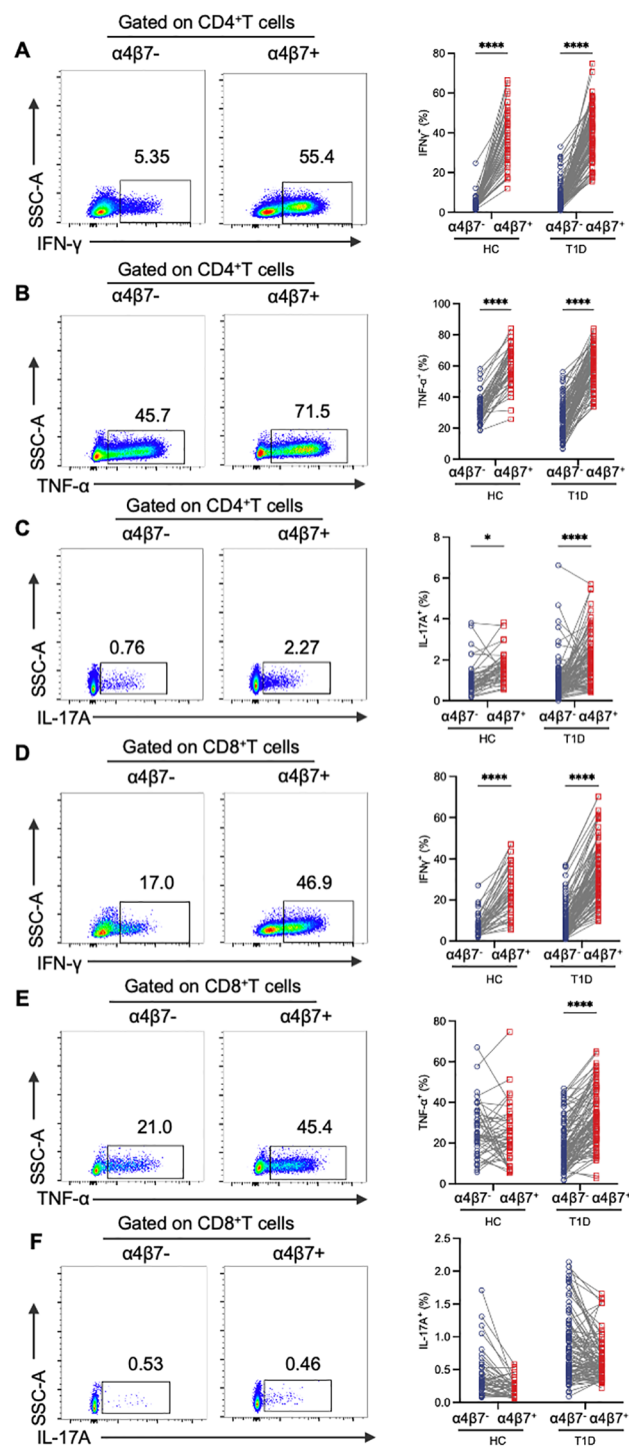 A
Gated on CD4⁺T cells
α4β7- α4β7+
SSC-A
5.35
55.4
IFN-γ
IFNγ⁺ (%)
80
60
40
20
0
**** ****
α4β7⁻ α4β7⁺ α4β7⁻ α4β7⁺
HC T1D
B
Gated on CD4⁺T cells
α4β7- α4β7+
SSC-A
45.7
71.5
TNF-α
TNF-α⁺ (%)
100
80
60
40
20
0
**** ****
α4β7⁻ α4β7⁺ α4β7⁻ α4β7⁺
HC T1D
C
Gated on CD4⁺T cells
α4β7- α4β7+
SSC-A
0.76
2.27
IL-17A
IL-17A⁺ (%)
8
6
4
2
0
* ****
α4β7⁻ α4β7⁺ α4β7⁻ α4β7⁺
HC T1D
D
Gated on CD8⁺T cells
α4β7- α4β7+
SSC-A
17.0
46.9
IFN-γ
IFNγ⁺ (%)
80
60
40
20
0
**** ****
α4β7⁻ α4β7⁺ α4β7⁻ α4β7⁺
HC T1D
E
Gated on CD8⁺T cells
α4β7- α4β7+
SSC-A
21.0
45.4
TNF-α
TNF-α⁺ (%)
80
60
40
20
0
****
α4β7⁻ α4β7⁺ α4β7⁻ α4β7⁺
HC T1D
F
Gated on CD8⁺T cells
α4β7- α4β7+
SSC-A
0.53
0.46
IL-17A
IL-17A⁺ (%)
2.5
2.0
1.5
1.0
0.5
0.0
α4β7⁻ α4β7⁺ α4β7⁻ α4β7⁺
HC T1D